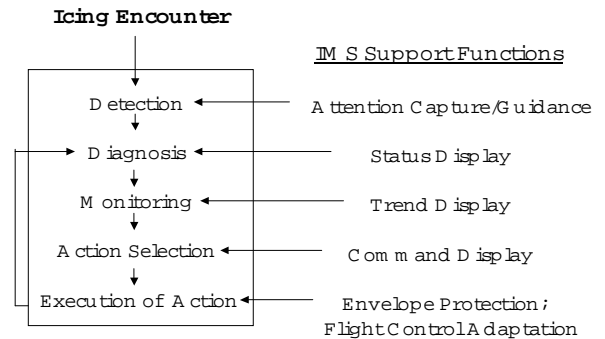 Icing Encounter
IMS Support Functions
Detection
Attention Capture/Guidance
Diagnosis
Status Display
Monitoring
Trend Display
Action Selection
Command Display
Execution of Action
Envelope Protection;
Flight Control Adaptation